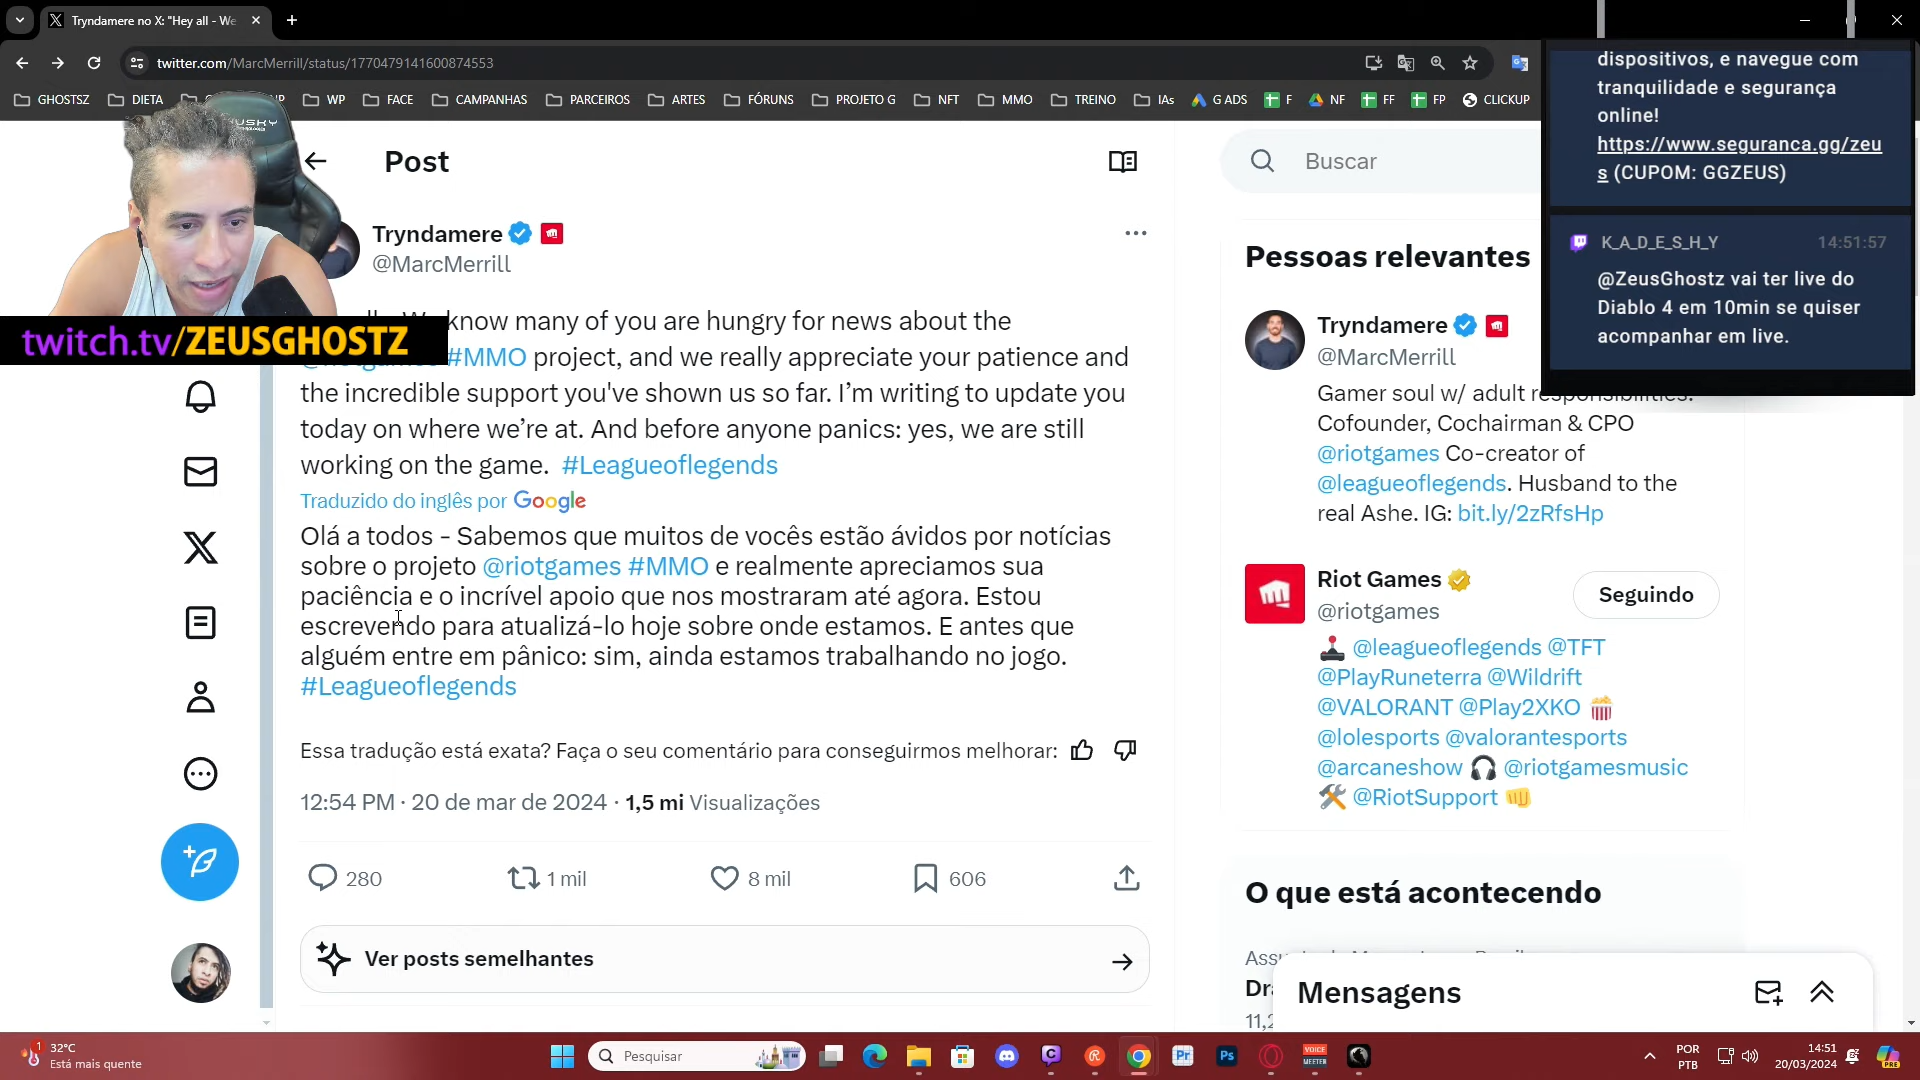 Tryndamere no X: "Hey all - We
twitter.com/MarcMerrill/status/1770479141600874553
GHOSTSZ
DIETA
WP
FACE
CAMPANHAS
PARCEIROS
ARTES
FÓRUNS
PROJETO G
NFT
MMO
TREINO
IAs
G ADS
F
NF
FF
FP
CLICKUP
dispositivos, e navegue com
tranquilidade e segurança
online!
https://www.seguranca.gg/zeu
s (CUPOM: GGZEUS)
K_A_D_E_S_H_Y 14:51:57
@ZeusGhostz vai ter live do
Diablo 4 em 10min se quiser
acompanhar em live.
twitch.tv/ZEUSGHOSTZ
Post
Tryndamere
@MarcMerrill
know many of you are hungry for news about the
#MMO project, and we really appreciate your patience and
the incredible support you've shown us so far. I’m writing to update you
today on where we’re at. And before anyone panics: yes, we are still
working on the game. #Leagueoflegends
Traduzido do inglês por Google
Olá a todos - Sabemos que muitos de vocês estão ávidos por notícias
sobre o projeto @riotgames #MMO e realmente apreciamos sua
paciência e o incrível apoio que nos mostraram até agora. Estou
escrevendo para atualizá-lo hoje sobre onde estamos. E antes que
alguém entre em pânico: sim, ainda estamos trabalhando no jogo.
#Leagueoflegends
Essa tradução está exata? Faça o seu comentário para conseguirmos melhorar:
12:54 PM · 20 de mar de 2024 · 1,5 mi Visualizações
280
1 mil
8 mil
606
Ver posts semelhantes
Buscar
Pessoas relevantes
Tryndamere
@MarcMerrill
Gamer soul w/ adult responsibilities.
Cofounder, Cochairman & CPO
@riotgames Co-creator of
@leagueoflegends. Husband to the
real Ashe. IG: bit.ly/2zRfsHp
Riot Games
@riotgames
Seguindo
@leagueoflegends @TFT
@PlayRuneterra @Wildrift
@VALORANT @Play2XKO
@lolesports @valorantesports
@arcaneshow @riotgamesmusic
@RiotSupport
O que está acontecendo
11,2
Mensagens
1
32°C
Está mais quente
Pesquisar
Pr
Ps
VOICE
MEETER
POR
PTB
14:51
20/03/2024
PRE